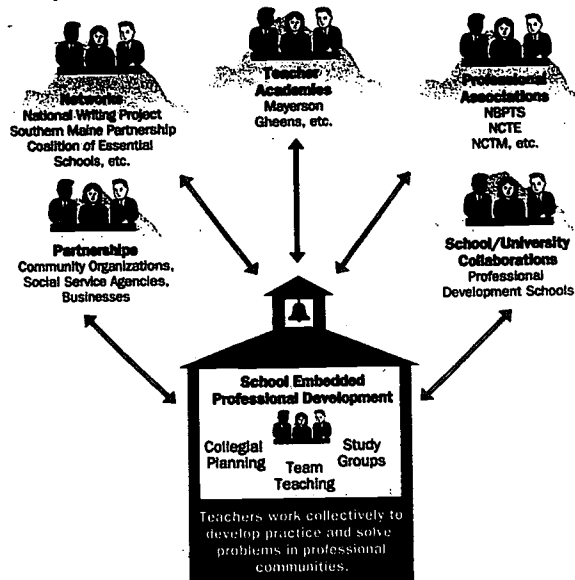 Networks
National Writing Project
Southern Maine Partnership
Coalition of Essential
Schools, etc.
Teacher
Academies
Mayerson
Gheens, etc.
Professional
Associations
NBPTS
NCTE
NCTM, etc.
Partnerships
Community Organizations,
Social Service Agencies,
Businesses
School/University
Collaborations
Professional
Development Schools
School Embedded
Professional Development
Collegial
Planning
Team
Teaching
Study
Groups
Teachers work collectively to
develop practice and solve
problems in professional
communities.